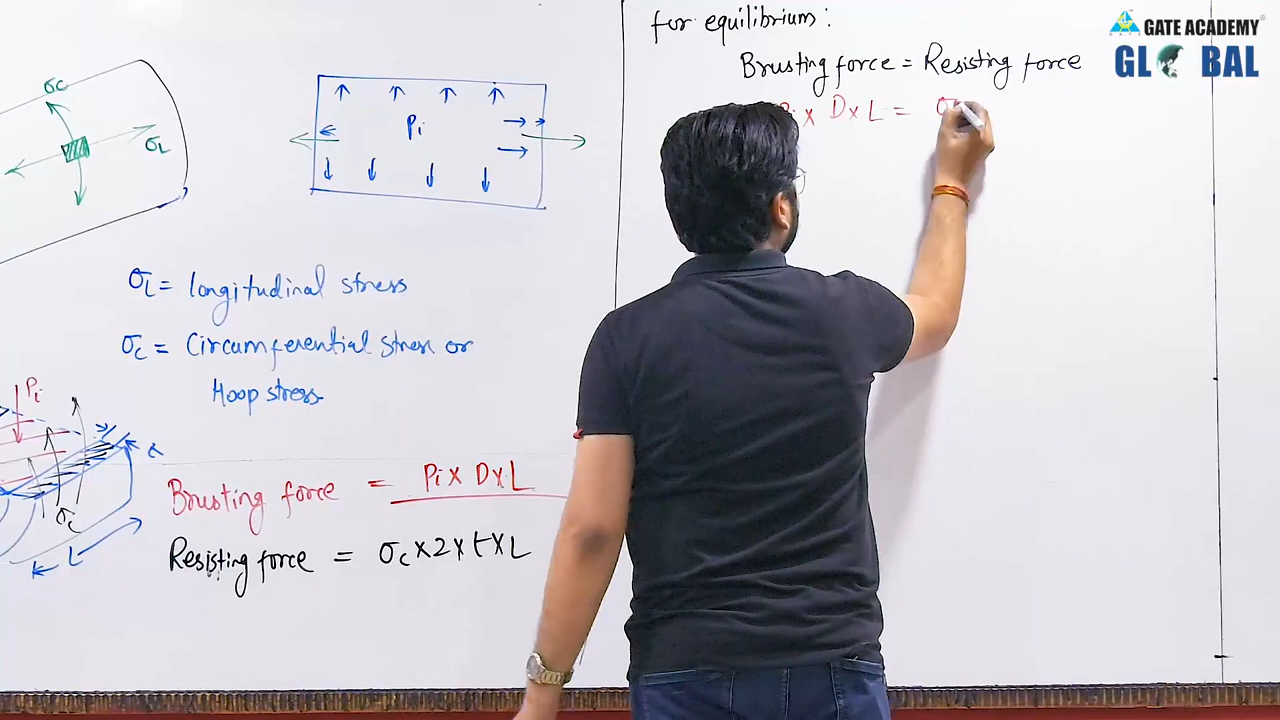 for equilibrium:
Brusting force = Resisting force
Pi x D x L = σ
GATE ACADEMY
GLOBAL
σc
σL
Pi
σL = longitudinal stress
σc = Circumferential stress or
Hoop stress
Pi
σc
L
Brusting force = Pi x D x L
Resisting force = σc x 2 x t x L